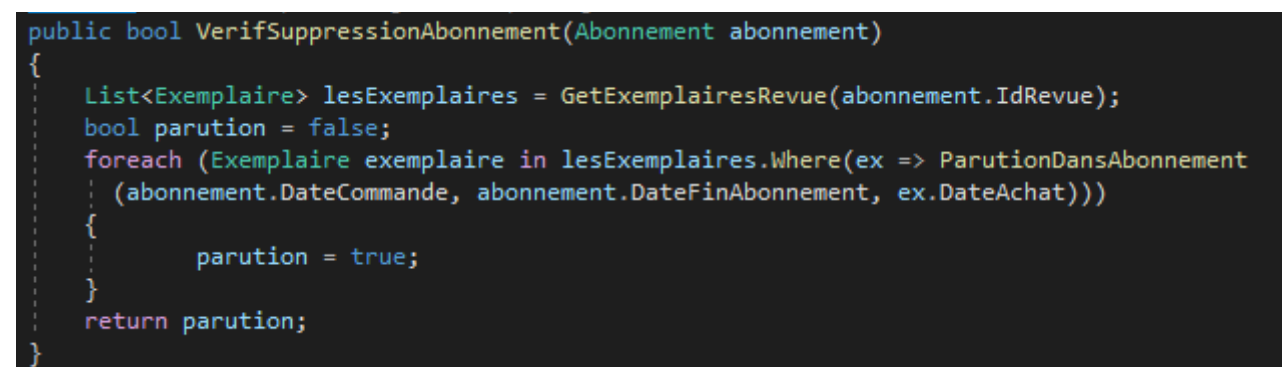 public bool VerifSuppressionAbonnement(Abonnement abonnement)
{
    List<Exemplaire> lesExemplaires = GetExemplairesRevue(abonnement.IdRevue);
    bool parution = false;
    foreach (Exemplaire exemplaire in lesExemplaires.Where(ex => ParutionDansAbonnement
      (abonnement.DateCommande, abonnement.DateFinAbonnement, ex.DateAchat)))
    {
            parution = true;
    }
    return parution;
}